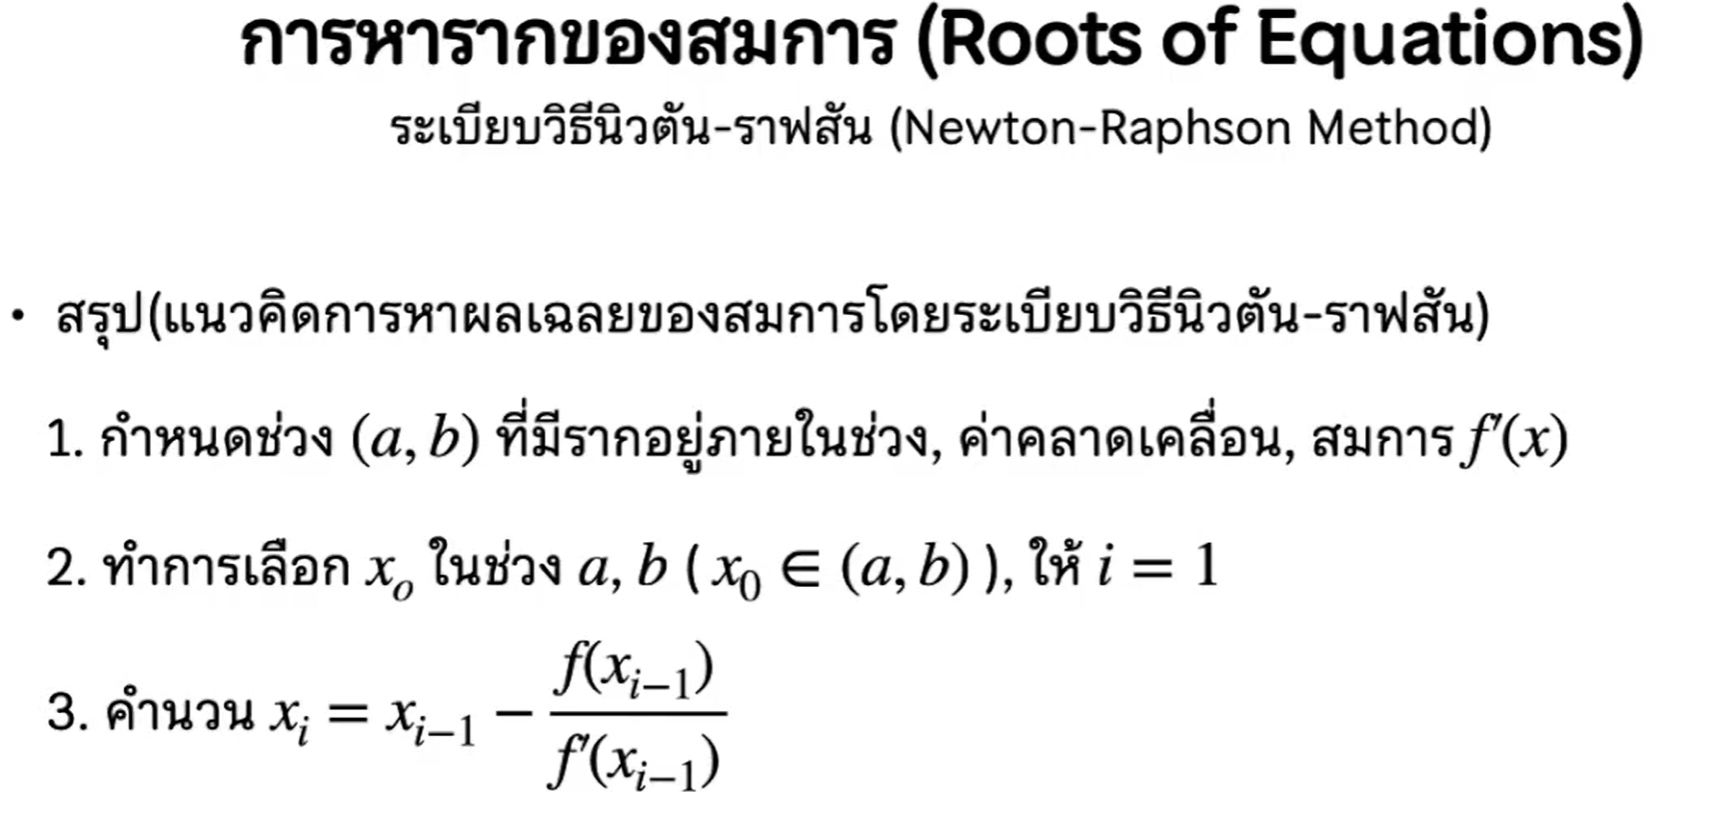 การหารากของสมการ (Roots of Equations)
ระเบียบวิธีนิวตัน-ราฟสัน (Newton-Raphson Method)
• สรุป(แนวคิดการหาผลเฉลยของสมการโดยระเบียบวิธีนิวตัน-ราฟสัน)
1. กำหนดช่วง (a, b) ที่มีรากอยู่ภายในช่วง, ค่าคลาดเคลื่อน, สมการ f′(x)
2. ทำการเลือก xₒ ในช่วง a, b ( x₀ ∈ (a, b) ), ให้ i = 1
3. คำนวน xᵢ = xᵢ₋₁ − f(xᵢ₋₁) / f′(xᵢ₋₁)